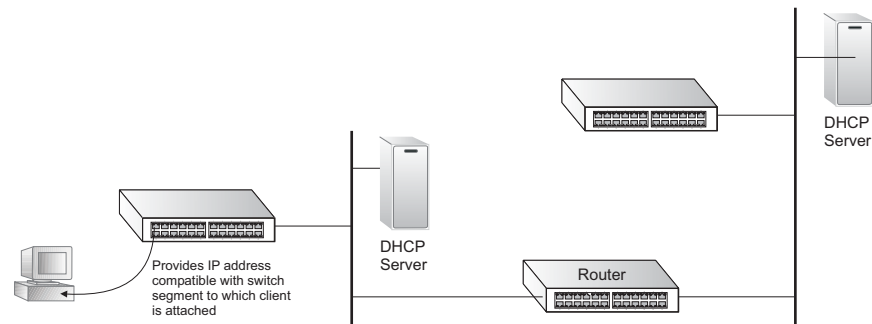 DHCP
Server
DHCP
Server
Router
Provides IP address
compatible with switch
segment to which client
is attached